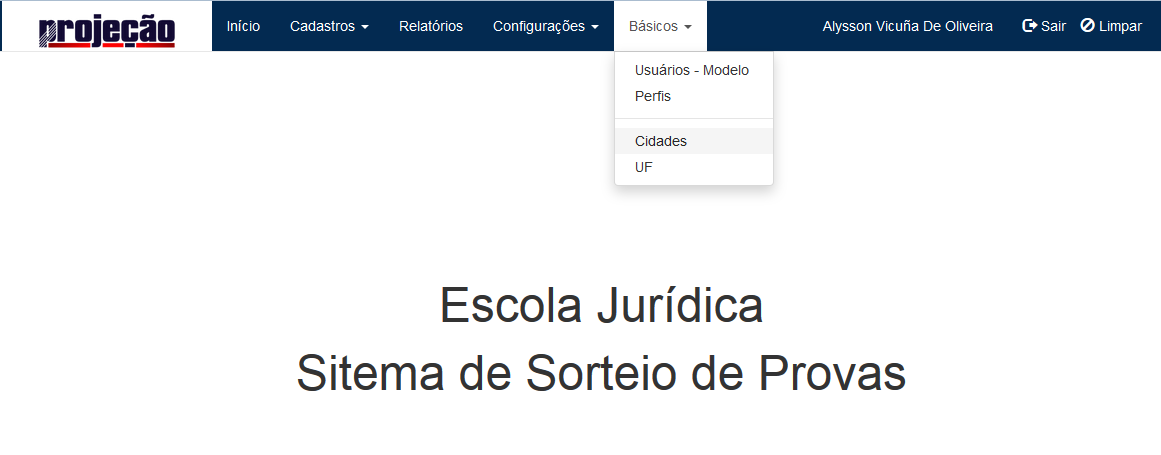 projeção Início Cadastros Relatórios Configurações Básicos Alysson Vicuña De Oliveira Sair Limpar
Usuários - Modelo
Perfis
Cidades
UF
Escola Jurídica
Sitema de Sorteio de Provas